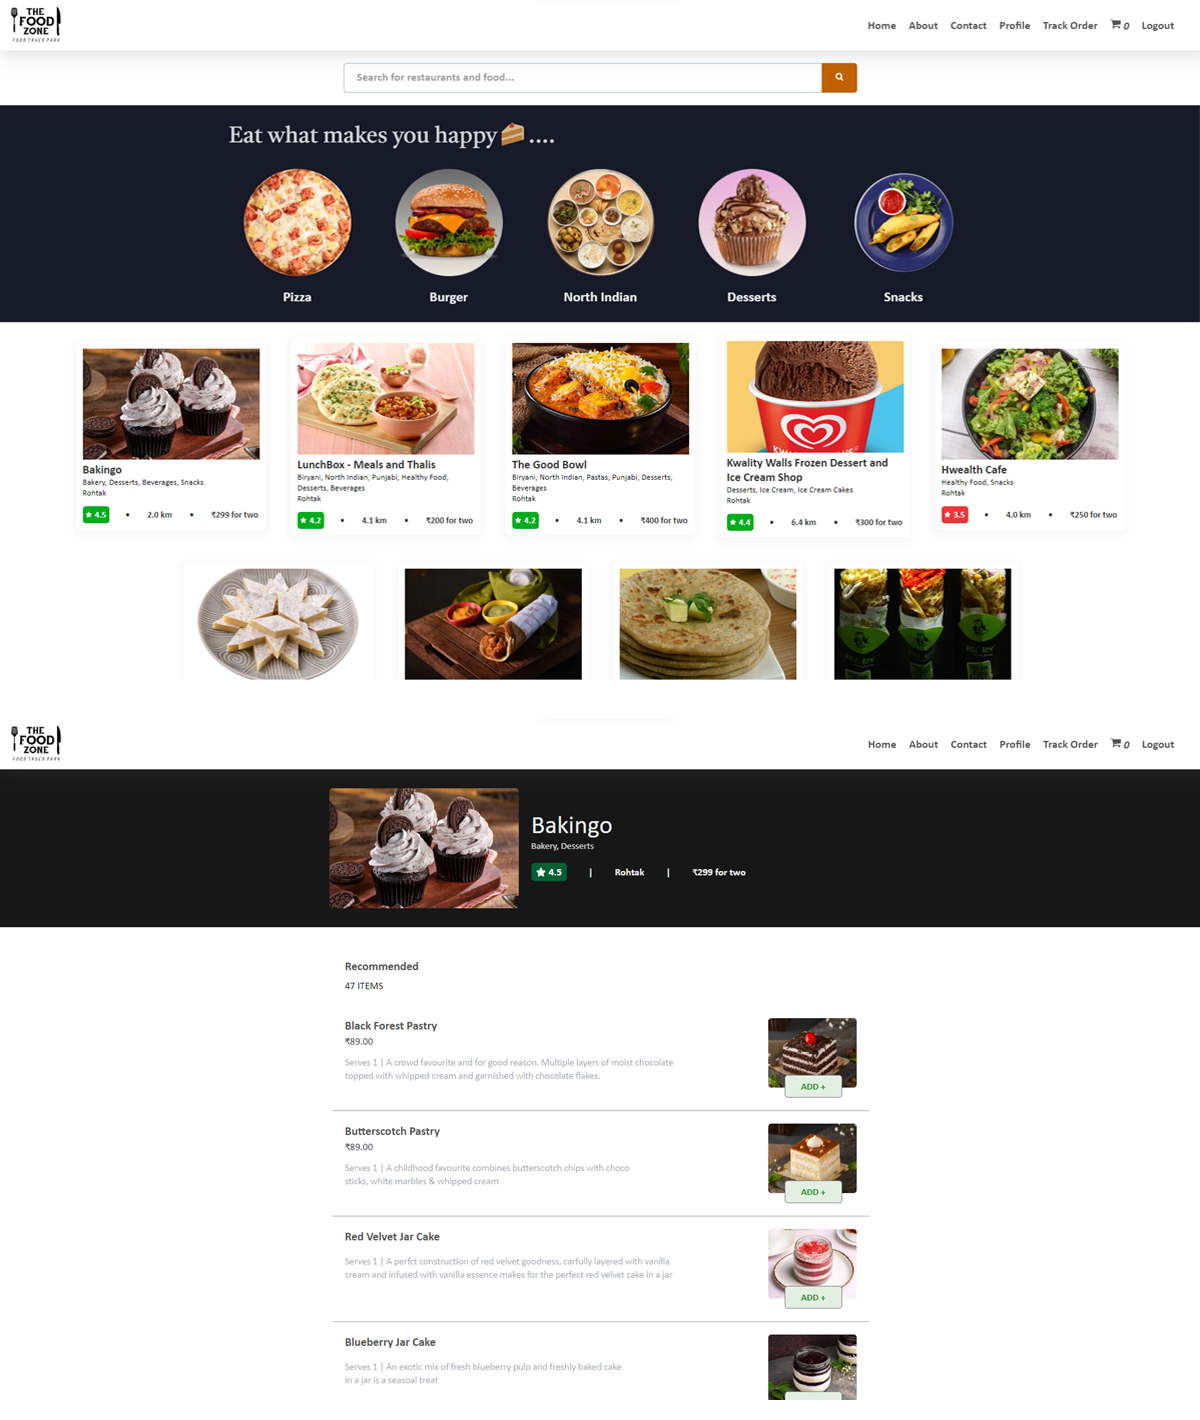 THE
FOOD
ZONE
FOOD TRUCK PARK
Home About Contact Profile Track Order 0 Logout
Search for restaurants and food...
Eat what makes you happy 🍰 ....
Pizza Burger North Indian Desserts Snacks
Bakingo
Bakery, Desserts, Beverages, Snacks
Rohtak
★ 4.5 • 2.0 km • ₹299 for two
LunchBox - Meals and Thalis
Biryani, North Indian, Punjabi, Healthy Food,
Desserts, Beverages
Rohtak
★ 4.2 • 4.1 km • ₹200 for two
The Good Bowl
Biryani, North Indian, Pastas, Punjabi, Desserts,
Beverages
Rohtak
★ 4.2 • 4.1 km • ₹400 for two
Kwality Walls Frozen Dessert and
Ice Cream Shop
Desserts, Ice Cream, Ice Cream Cakes
Rohtak
★ 4.4 • 6.4 km • ₹300 for two
Hwealth Cafe
Healthy Food, Snacks
Rohtak
★ 3.5 • 4.0 km • ₹250 for two
THE
FOOD
ZONE
FOOD TRUCK PARK
Home About Contact Profile Track Order 0 Logout
Bakingo
Bakery, Desserts
★ 4.5 | Rohtak | ₹299 for two
Recommended
47 ITEMS
Black Forest Pastry
₹89.00
Serves 1 | A crowd favourite and for good reason. Multiple layers of moist chocolate
topped with whipped cream and garnished with chocolate flakes.
ADD +
Butterscotch Pastry
₹89.00
Serves 1 | A childhood favourite combines butterscotch chips with choco
sticks, white marbles & whipped cream
ADD +
Red Velvet Jar Cake
Serves 1 | A perfct construction of red velvet goodness, carfully layered with vanilla
cream and infused with vanilla essence makes for the perfect red velvet cake in a jar
ADD +
Blueberry Jar Cake
Serves 1 | An exotic mix of fresh blueberry pulp and freshly baked cake
in a jar is a seasoal treat